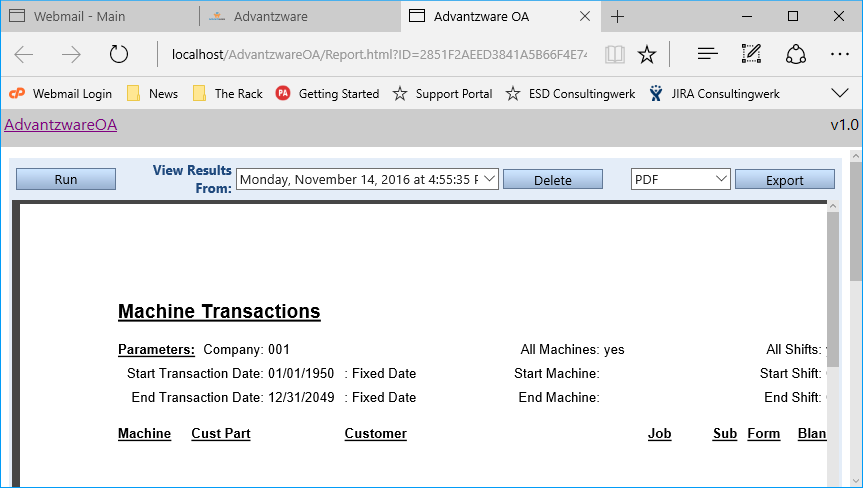 Webmail - Main Advantzware Advantzware OA
localhost/AdvantzwareOA/Report.html?ID=2851F2AEED3841A5B66F4E74
Webmail Login News The Rack PA Getting Started Support Portal ESD Consultingwerk JIRA Consultingwerk
AdvantzwareOA v1.0
Run View Results From: Monday, November 14, 2016 at 4:55:35 Delete PDF Export
Machine Transactions
Parameters: Company: 001 All Machines: yes All Shifts:
Start Transaction Date: 01/01/1950 : Fixed Date Start Machine: Start Shift:
End Transaction Date: 12/31/2049 : Fixed Date End Machine: End Shift:
Machine Cust Part Customer Job Sub Form Blan